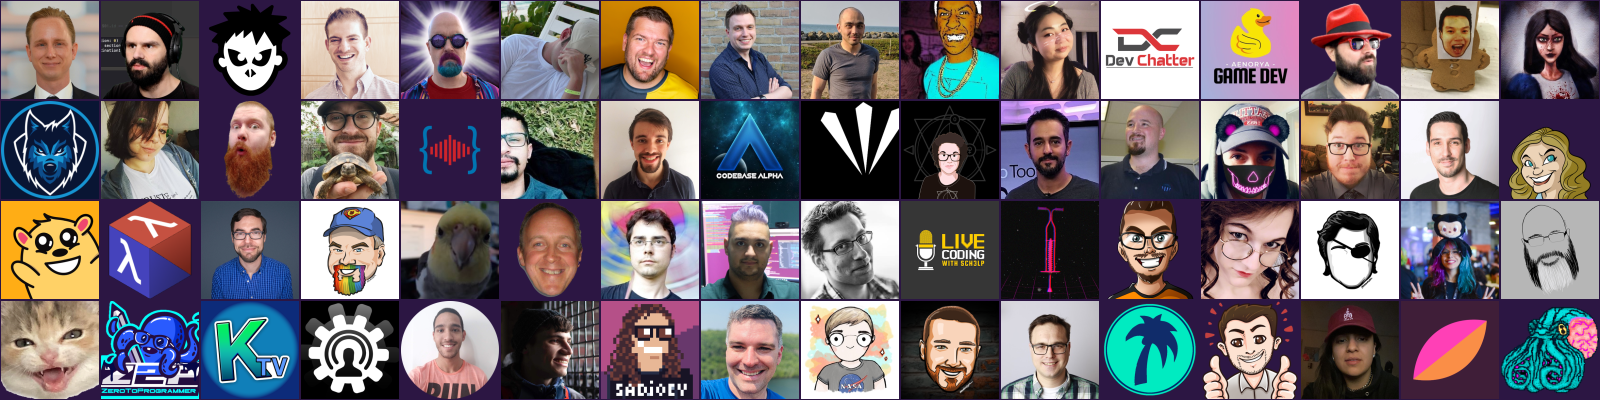 Dev Chatter
- AENORYA -
GAME DEV
CODEBASE ALPHA
Too
LIVE
CODING
WITH SCH3LP
ZEROTOPROGRAMMER
K TV
SADJOEY
NASA